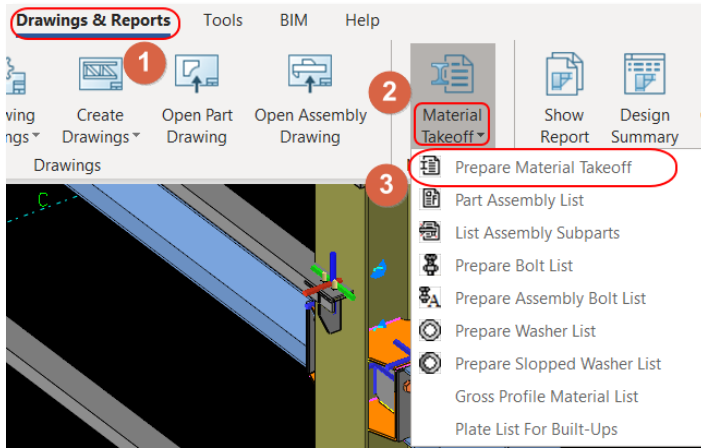 Drawings & Reports Tools BIM Help
1
2
Create
Drawings
Open Part
Drawing
Open Assembly
Drawing
Material
Takeoff
Show
Report
Design
Summary
Drawings
3
Prepare Material Takeoff
Part Assembly List
List Assembly Subparts
Prepare Bolt List
Prepare Assembly Bolt List
Prepare Washer List
Prepare Slopped Washer List
Gross Profile Material List
Plate List For Built-Ups